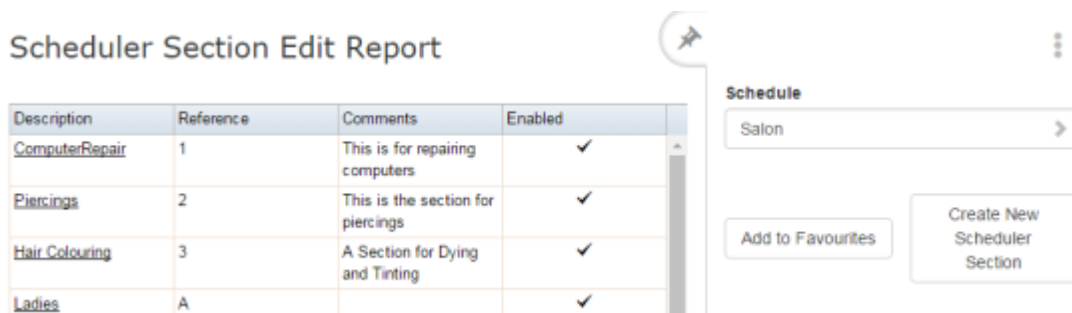 Scheduler Section Edit Report
Description Reference Comments Enabled
ComputerRepair 1 This is for repairing
computers
Piercings 2 This is the section for
piercings
Hair Colouring 3 A Section for Dying
and Tinting
Ladies A
Schedule
Salon
Add to Favourites
Create New
Scheduler
Section